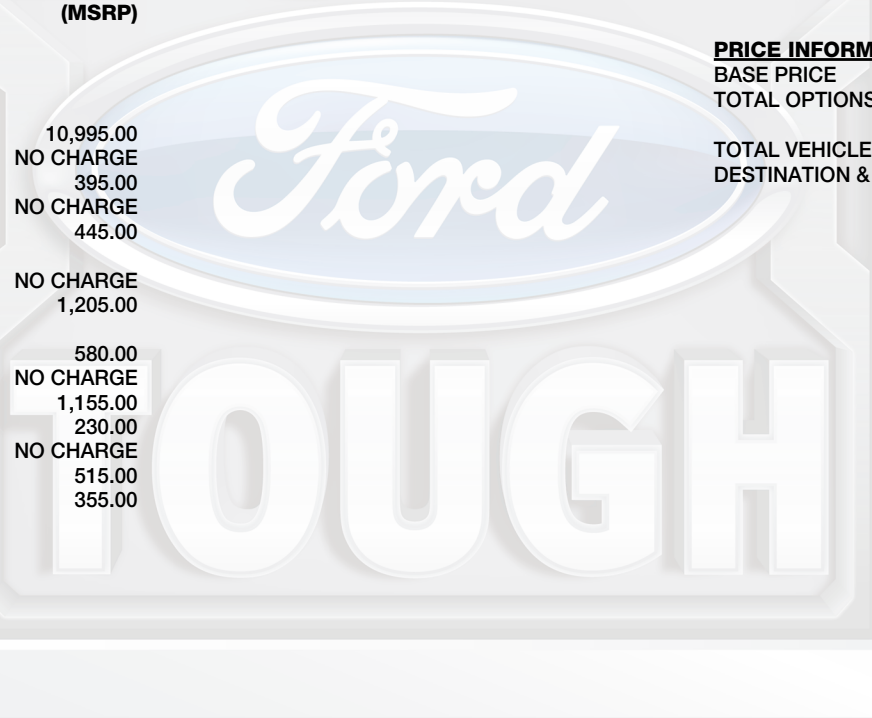 (MSRP)
10,995.00
NO CHARGE
395.00
NO CHARGE
445.00
NO CHARGE
1,205.00
580.00
NO CHARGE
1,155.00
230.00
NO CHARGE
515.00
355.00
PRICE INFORM
BASE PRICE
TOTAL OPTIONS
TOTAL VEHICLE
DESTINATION &
Ford
TOUGH